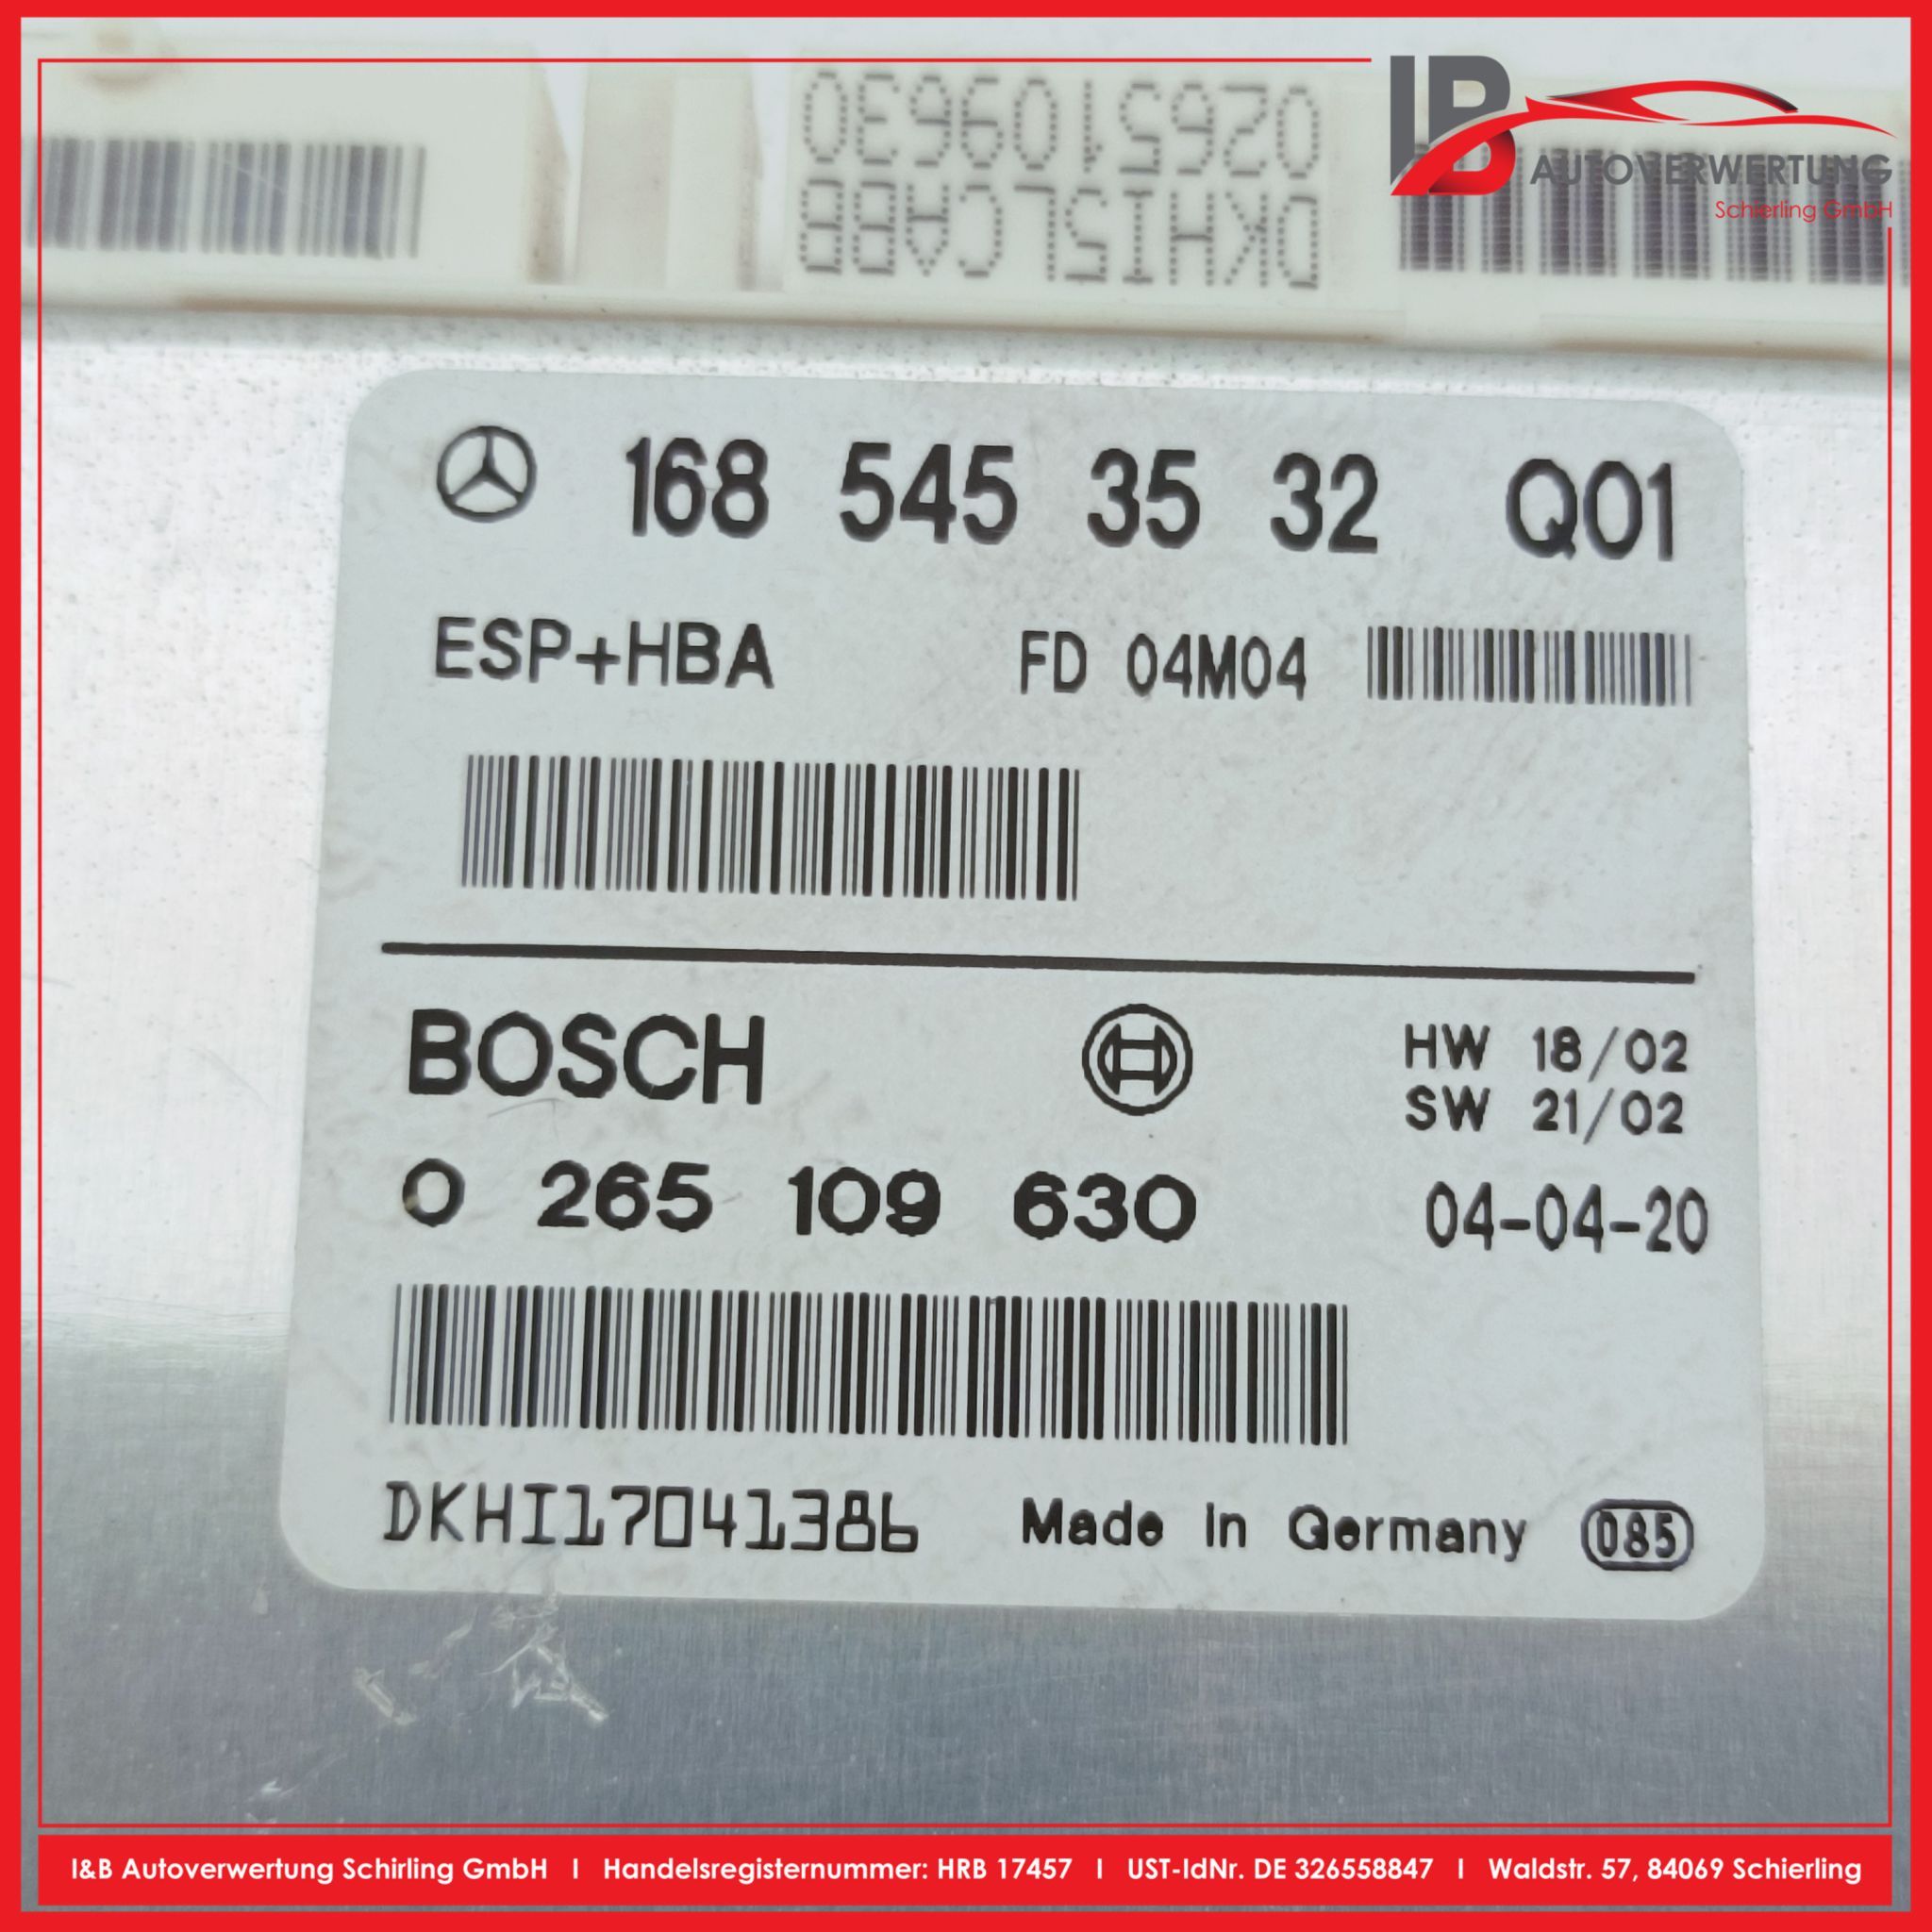 0265109630
DKHI5LCABB
IB
AUTOVERWERTUNG
Schierling GmbH
168 545 35 32 Q01
ESP+HBA FD 04M04
BOSCH
HW 18/02
SW 21/02
0 265 109 630 04-04-20
DKHI17041386 Made in Germany 085
I&B Autoverwertung Schirling GmbH I Handelsregisternummer: HRB 17457 I UST-IdNr. DE 326558847 I Waldstr. 57, 84069 Schierling